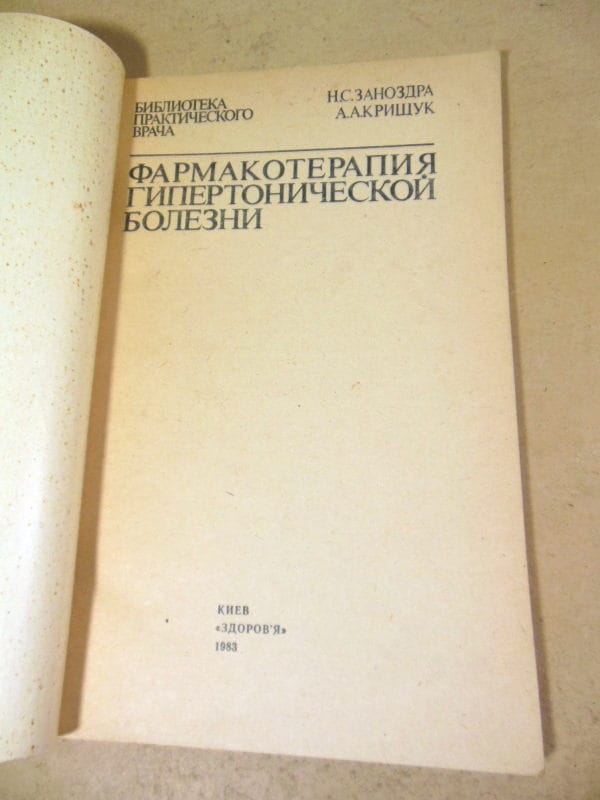 БИБЛИОТЕКА
ПРАКТИЧЕСКОГО
ВРАЧА
Н.С.ЗАНОЗДРА
А.А.КРИЩУК
ФАРМАКОТЕРАПИЯ
ГИПЕРТОНИЧЕСКОЙ
БОЛЕЗНИ
КИЕВ
«ЗДОРОВ'Я»
1983